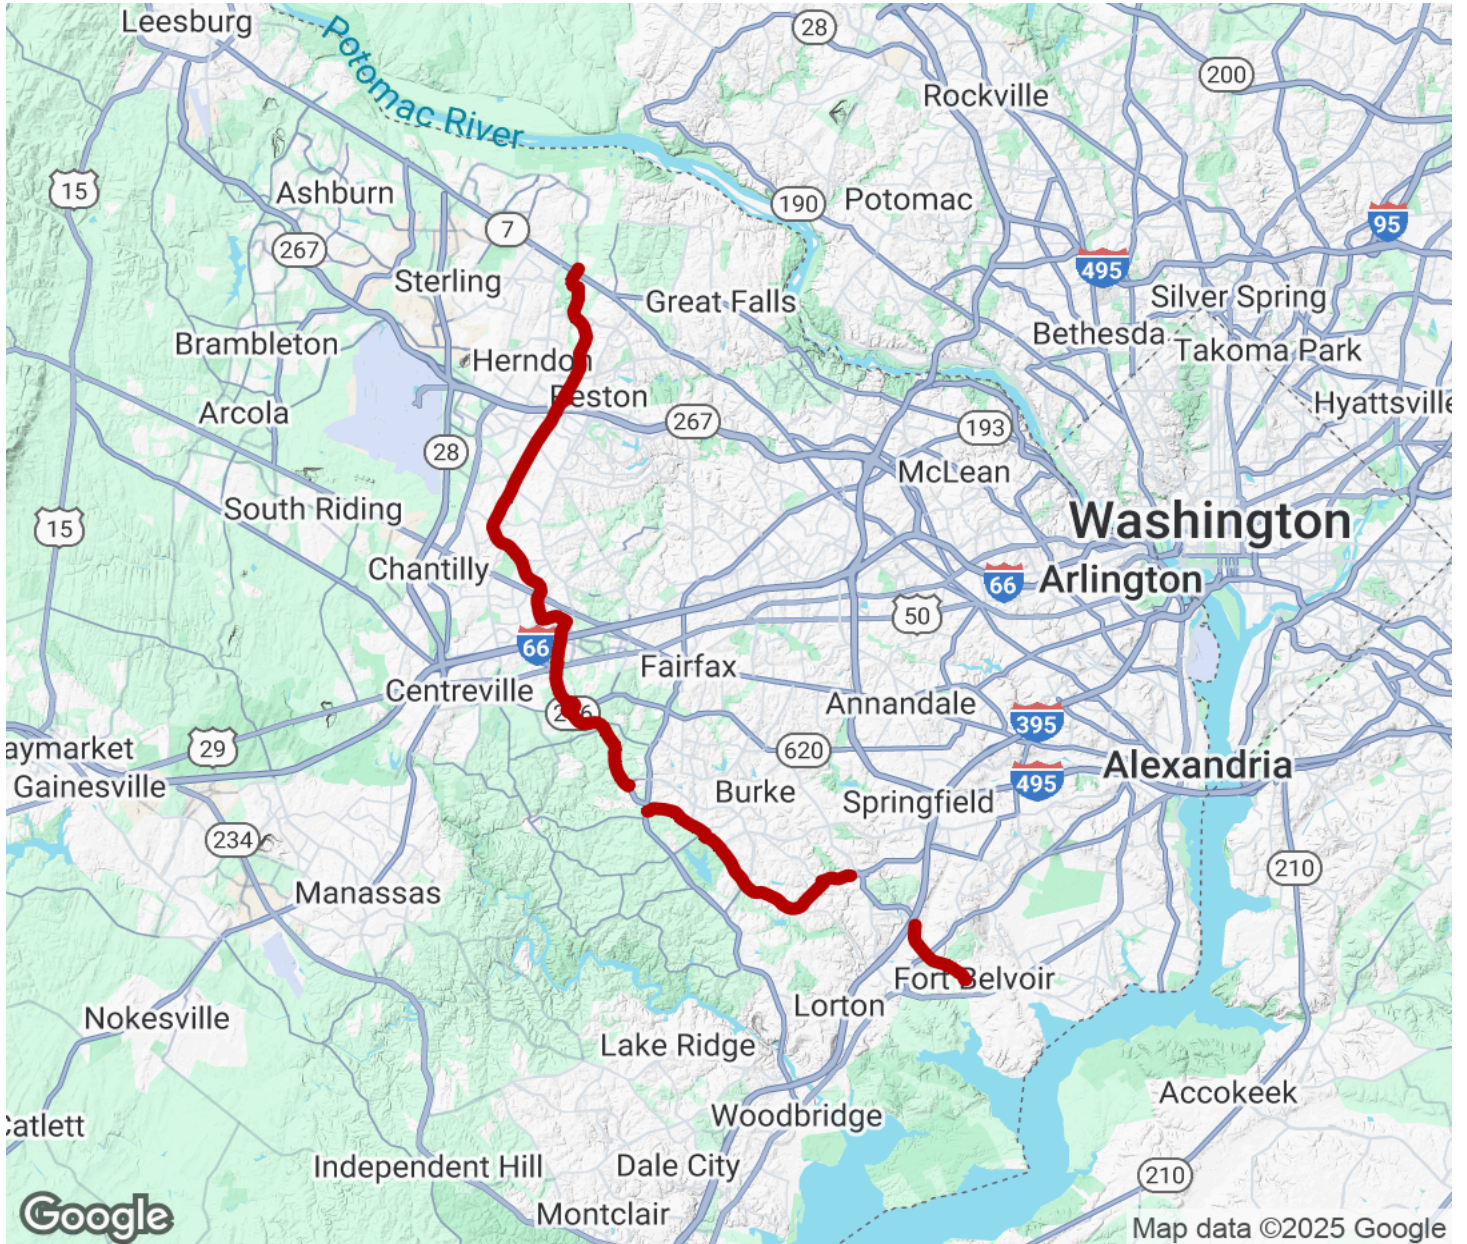 Leesburg
28
200
Rockville
Potomac River
15
Ashburn
190
Potomac
95
7
267
495
Sterling
Great Falls
Silver Spring
Bethesda
Takoma Park
Brambleton
Herndon
Reston
Hyattsville
Arcola
267
193
28
McLean
South Riding
15
Washington
Chantilly
66
Arlington
50
66
Fairfax
Centreville
Annandale
395
29
620
aymarket
Alexandria
Gainesville
Burke
Springfield
495
234
210
Manassas
Fort Belvoir
Lorton
Nokesville
Lake Ridge
Accokeek
Woodbridge
Catlett
Independent Hill
Dale City
210
Montclair
Google
Map data ©2025 Google